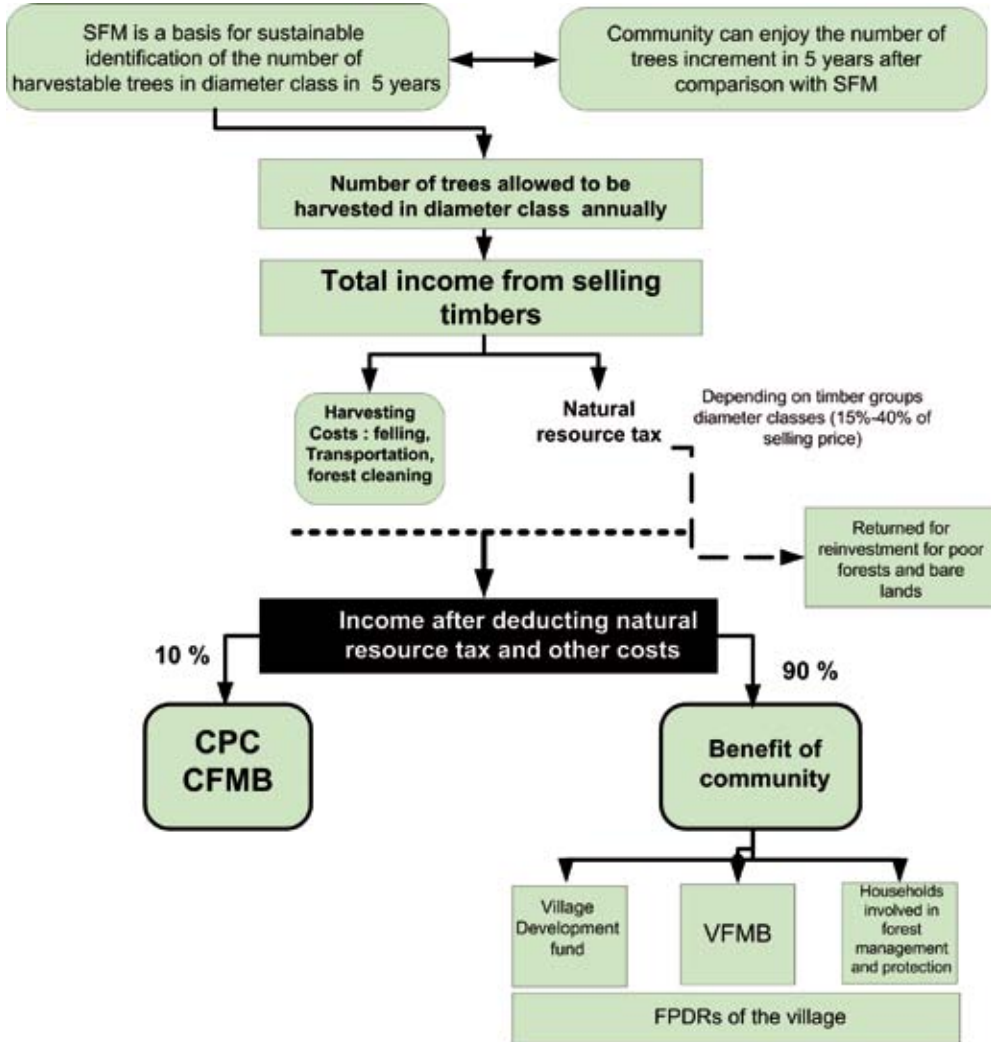 SFM is a basis for sustainable
identification of the number of
harvestable trees in diameter class in 5 years
Community can enjoy the number of
trees increment in 5 years after
comparison with SFM
Number of trees allowed to be
harvested in diameter class annually
Total income from selling
timbers
Harvesting
Costs : felling,
Transportation,
forest cleaning
Natural
resource tax
Depending on timber groups
diameter classes (15%-40% of
selling price)
Returned for
reinvestment for poor
forests and bare
lands
Income after deducting natural
resource tax and other costs
10 %
90 %
CPC
CFMB
Benefit of
community
Village
Development
fund
VFMB
Households
involved in
forest
management
and protection
FPDRs of the village